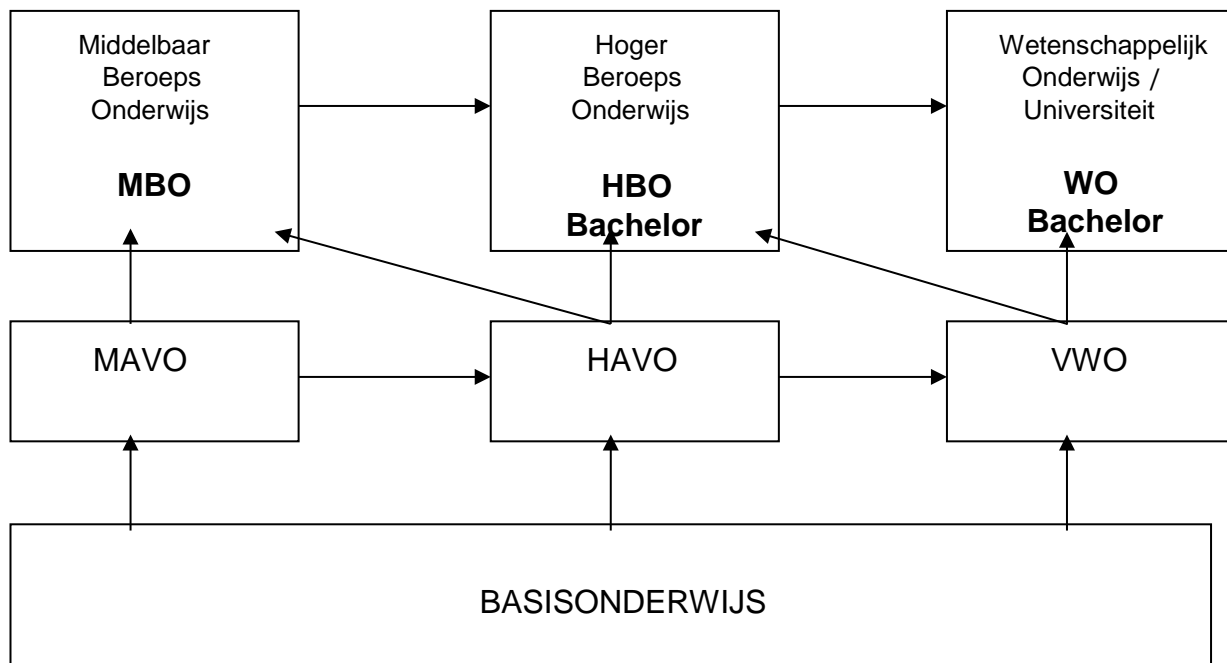 Middelbaar
Beroeps
Onderwijs
MBO
Hoger
Beroeps
Onderwijs
HBO
Bachelor
Wetenschappelijk
Onderwijs /
Universiteit
WO
Bachelor
MAVO
HAVO
VWO
BASISONDERWIJS